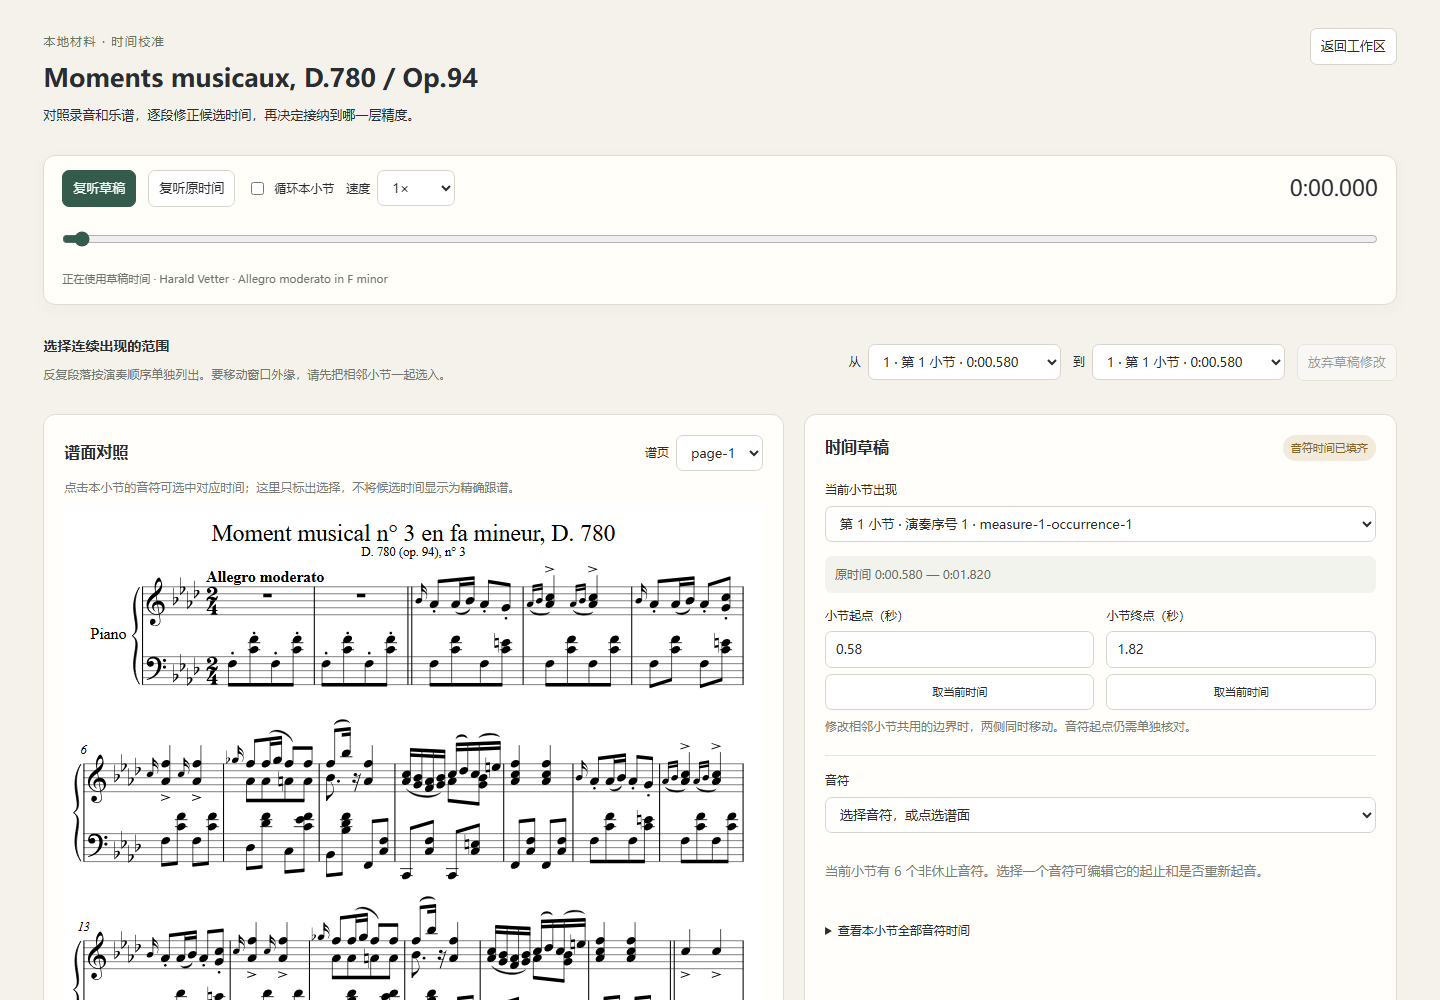 本地材料 · 时间校准
返回工作区
Moments musicaux, D.780 / Op.94
对照录音和乐谱，逐段修正候选时间，再决定接纳到哪一层精度。
复听草稿
复听原时间
循环本小节
速度
1×
0:00.000
正在使用草稿时间 · Harald Vetter · Allegro moderato in F minor
选择连续出现的范围
反复段落按演奏顺序单独列出。要移动窗口外缘，请先把相邻小节一起选入。
从
1 · 第 1 小节 · 0:00.580
到
1 · 第 1 小节 · 0:00.580
放弃草稿修改
谱面对照
谱页
page-1
点击本小节的音符可选中对应时间；这里只标出选择，不将候选时间显示为精确跟谱。
Moment musical n° 3 en fa mineur, D. 780
D. 780 (op. 94), n° 3
Allegro moderato
Piano
6
13
时间草稿
音符时间已填齐
当前小节出现
第 1 小节 · 演奏序号 1 · measure-1-occurrence-1
原时间 0:00.580 — 0:01.820
小节起点（秒）
小节终点（秒）
0.58
1.82
取当前时间
取当前时间
修改相邻小节共用的边界时，两侧同时移动。音符起点仍需单独核对。
音符
选择音符，或点选谱面
当前小节有 6 个非休止音符。选择一个音符可编辑它的起止和是否重新起音。
查看本小节全部音符时间